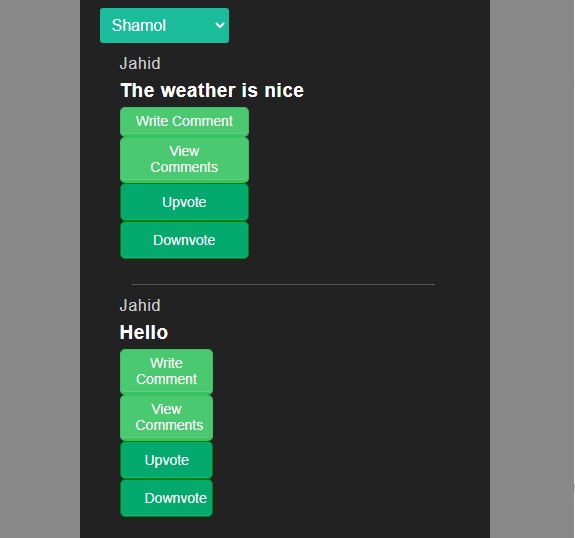 Shamol
Jahid
The weather is nice
Write Comment
View
Comments
Upvote
Downvote
Jahid
Hello
Write
Comment
View
Comments
Upvote
Downvote